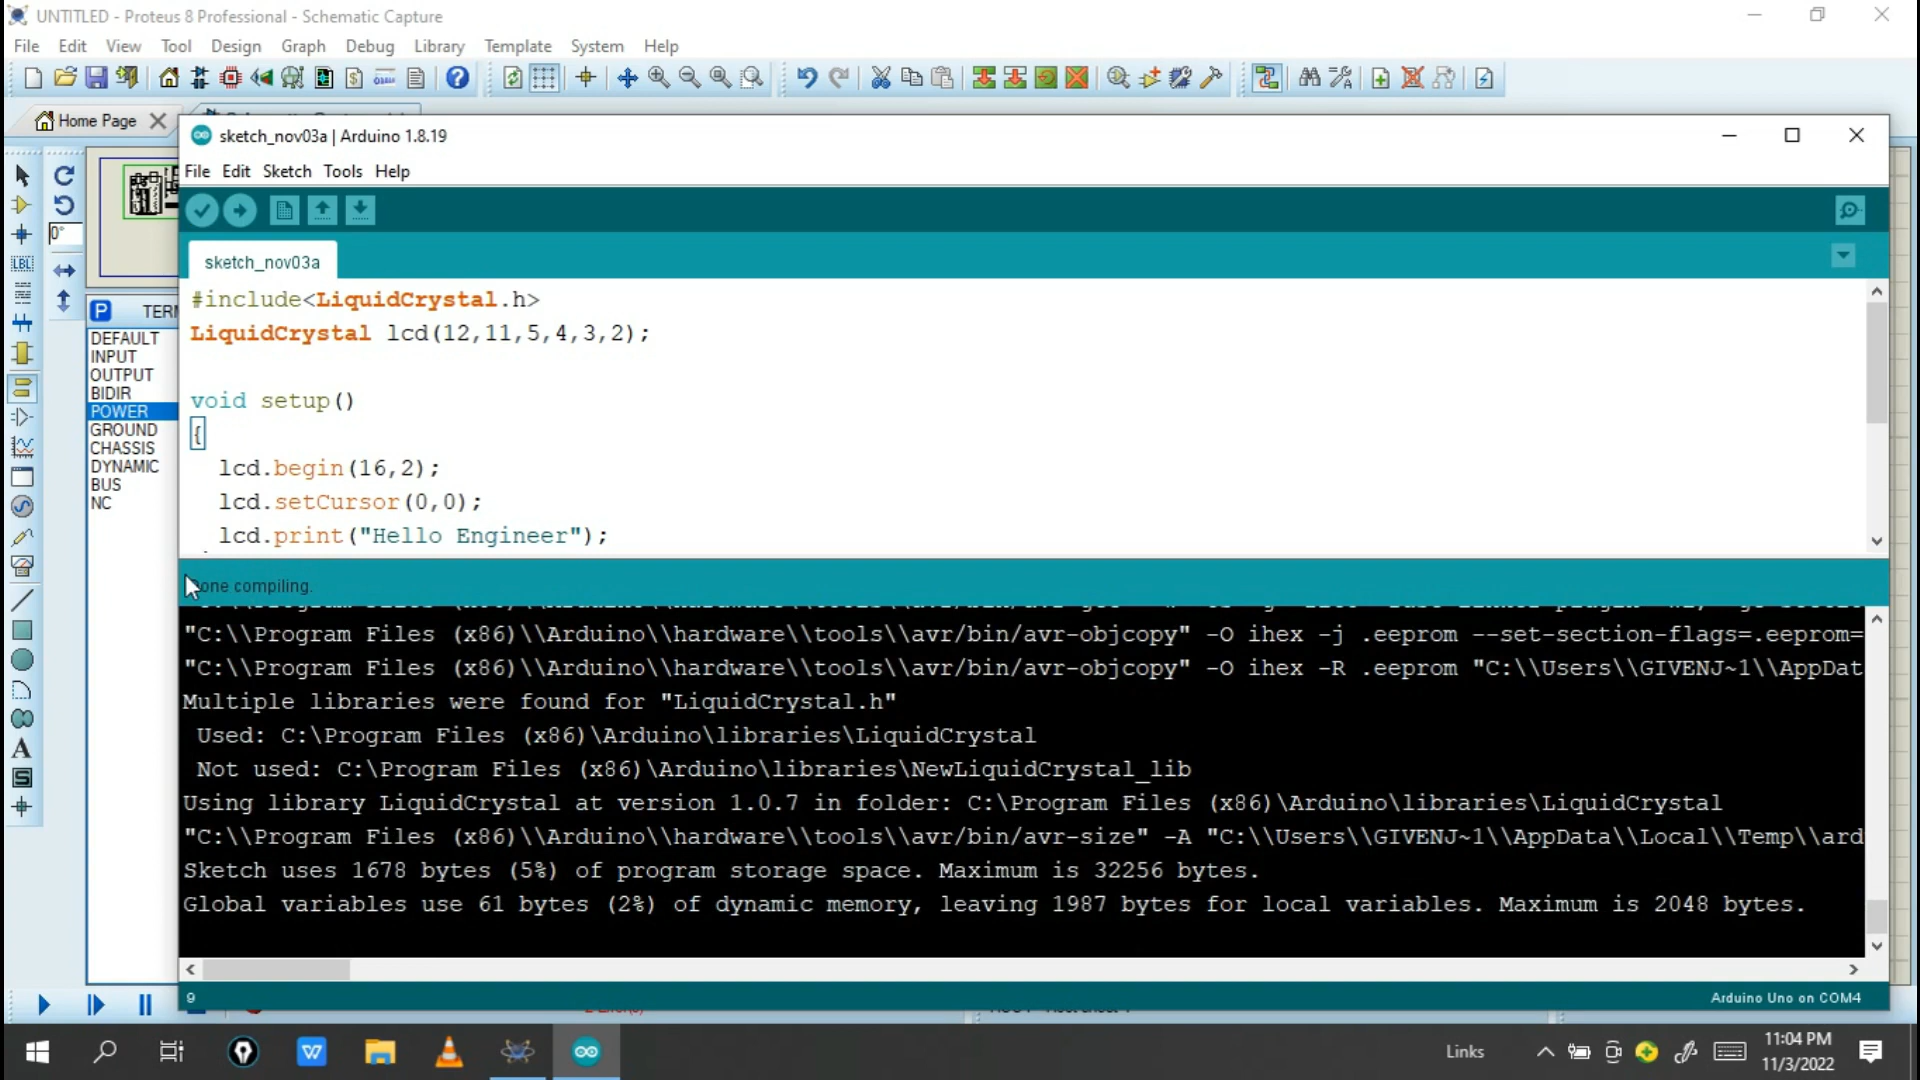 UNTITLED - Proteus 8 Professional - Schematic Capture
File Edit View Tool Design Graph Debug Library Template System Help
Home Page
sketch_nov03a | Arduino 1.8.19
File Edit Sketch Tools Help
0°
sketch_nov03a
LBL
P TERM
DEFAULT
INPUT
OUTPUT
BIDIR
POWER
GROUND
CHASSIS
DYNAMIC
BUS
NC
A
S
#include<LiquidCrystal.h>
LiquidCrystal lcd(12,11,5,4,3,2);
void setup()
{
lcd.begin(16,2);
lcd.setCursor(0,0);
lcd.print("Hello Engineer");
Done compiling.
"C:\\Program Files (x86)\\Arduino\\hardware\\tools\\avr/bin/avr-objcopy" -O ihex -j .eeprom --set-section-flags=.eeprom=
"C:\\Program Files (x86)\\Arduino\\hardware\\tools\\avr/bin/avr-objcopy" -O ihex -R .eeprom "C:\\Users\\GIVENJ~1\\AppDat
Multiple libraries were found for "LiquidCrystal.h"
Used: C:\Program Files (x86)\Arduino\libraries\LiquidCrystal
Not used: C:\Program Files (x86)\Arduino\libraries\NewLiquidCrystal_lib
Using library LiquidCrystal at version 1.0.7 in folder: C:\Program Files (x86)\Arduino\libraries\LiquidCrystal
"C:\\Program Files (x86)\\Arduino\\hardware\\tools\\avr/bin/avr-size" -A "C:\\Users\\GIVENJ~1\\AppData\\Local\\Temp\\ard
Sketch uses 1678 bytes (5%) of program storage space. Maximum is 32256 bytes.
Global variables use 61 bytes (2%) of dynamic memory, leaving 1987 bytes for local variables. Maximum is 2048 bytes.
9
Arduino Uno on COM4
Links
11:04 PM
11/3/2022